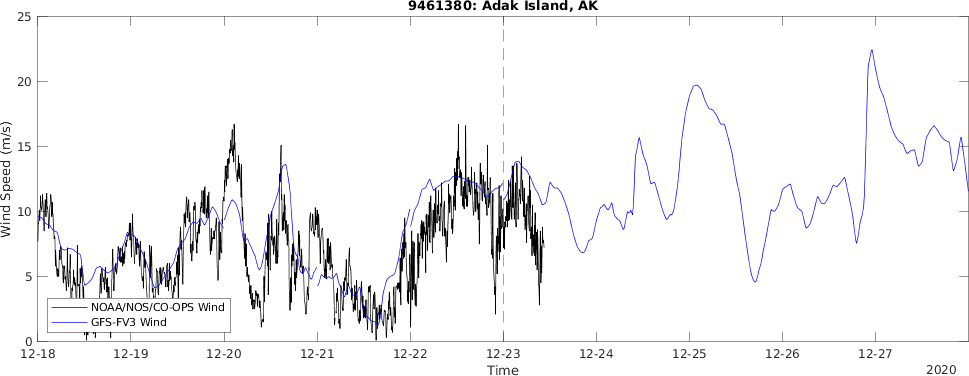 9461380: Adak Island, AK
25
20
15
10
5
0
Wind Speed (m/s)
NOAA/NOS/CO-OPS Wind
GFS-FV3 Wind
12-18 12-19 12-20 12-21 12-22 12-23 12-24 12-25 12-26 12-27
Time
2020